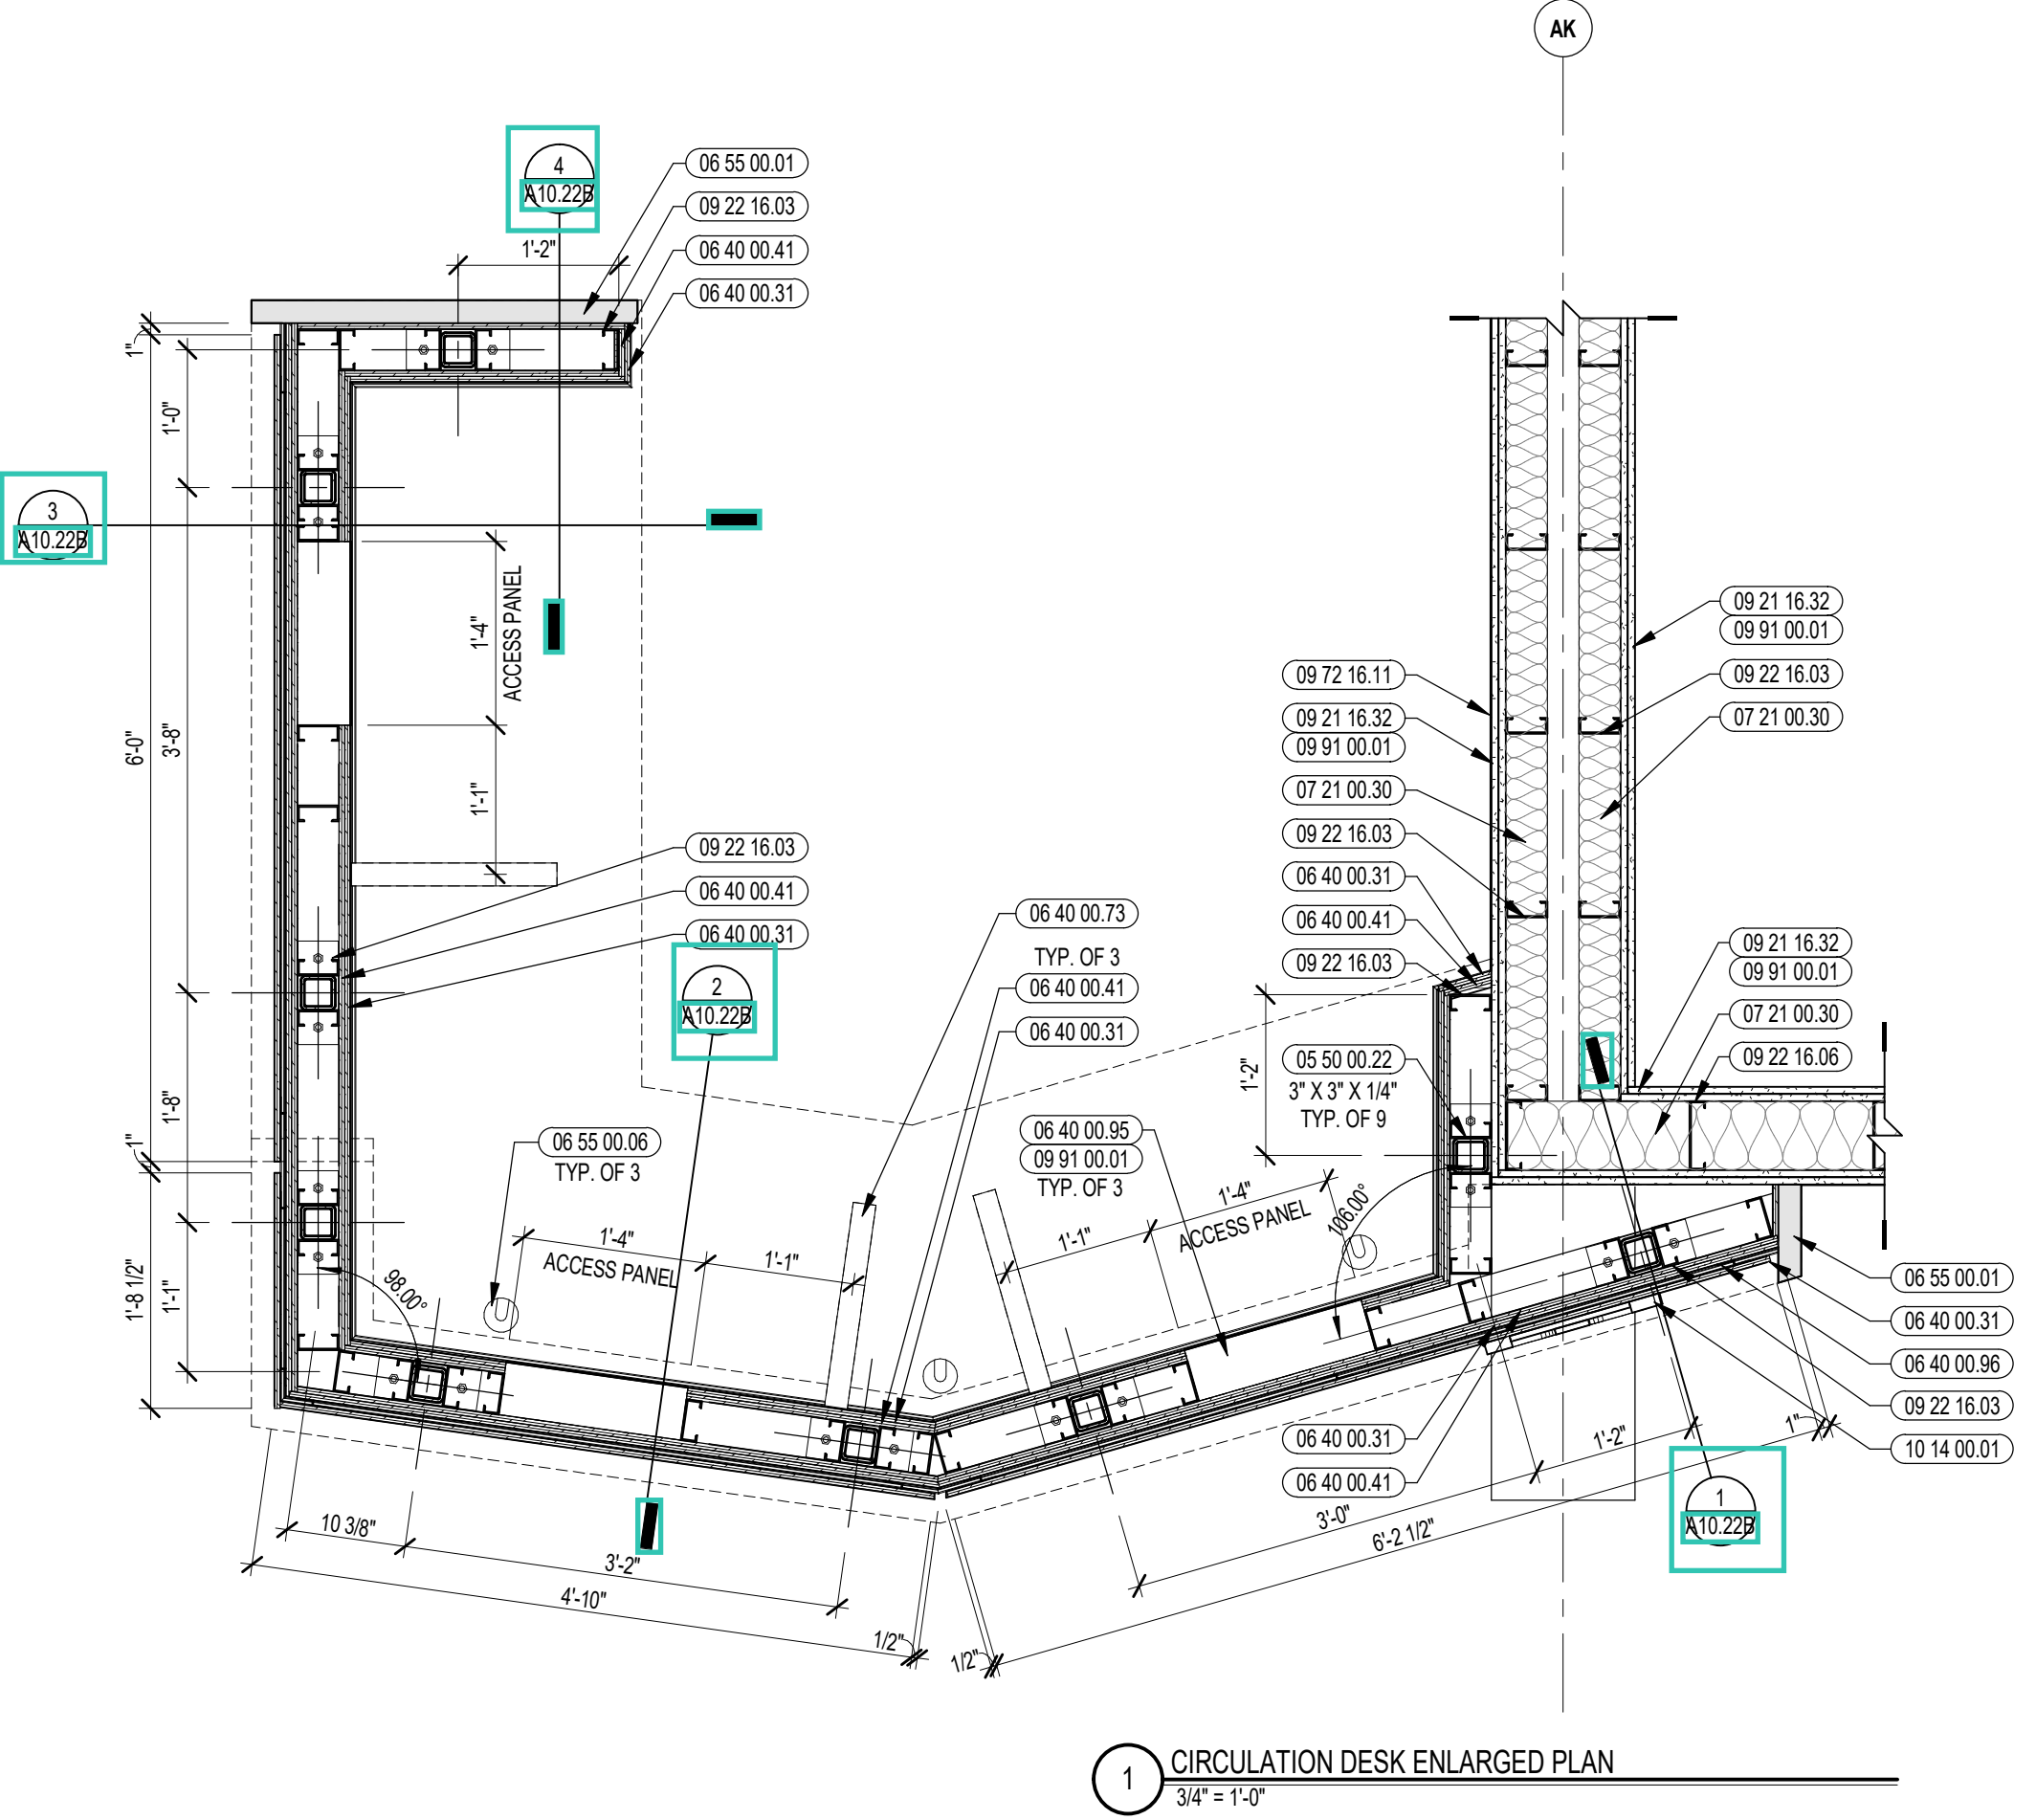 AK
4
A10.22B
06 55 00.01
09 22 16.03
06 40 00.41
06 40 00.31
1'-2"
1"
1'-0"
3
A10.22B
ACCESS PANEL
1'-4"
6'-0"
3'-8"
1'-1"
09 21 16.32
09 91 00.01
09 22 16.03
07 21 00.30
09 72 16.11
09 21 16.32
09 91 00.01
07 21 00.30
09 22 16.03
06 40 00.31
06 40 00.41
09 22 16.03
09 22 16.03
06 40 00.41
06 40 00.31
2
A10.22B
06 40 00.73
TYP. OF 3
06 40 00.41
06 40 00.31
09 21 16.32
09 91 00.01
07 21 00.30
09 22 16.06
1'-2"
05 50 00.22
3" X 3" X 1/4"
TYP. OF 9
1'-8"
1"
06 55 00.06
TYP. OF 3
06 40 00.95
09 91 00.01
TYP. OF 3
1'-4"
ACCESS PANEL
1'-1"
1'-1"
1'-4"
ACCESS PANEL
106.00°
98.00°
1'-8 1/2"
1'-1"
06 55 00.01
06 40 00.31
06 40 00.96
09 22 16.03
10 14 00.01
06 40 00.31
06 40 00.41
1'-2"
1"
1
A10.22B
10 3/8"
3'-2"
4'-10"
1/2"
1/2"
3'-0"
6'-2 1/2"
1
CIRCULATION DESK ENLARGED PLAN
3/4" = 1'-0"